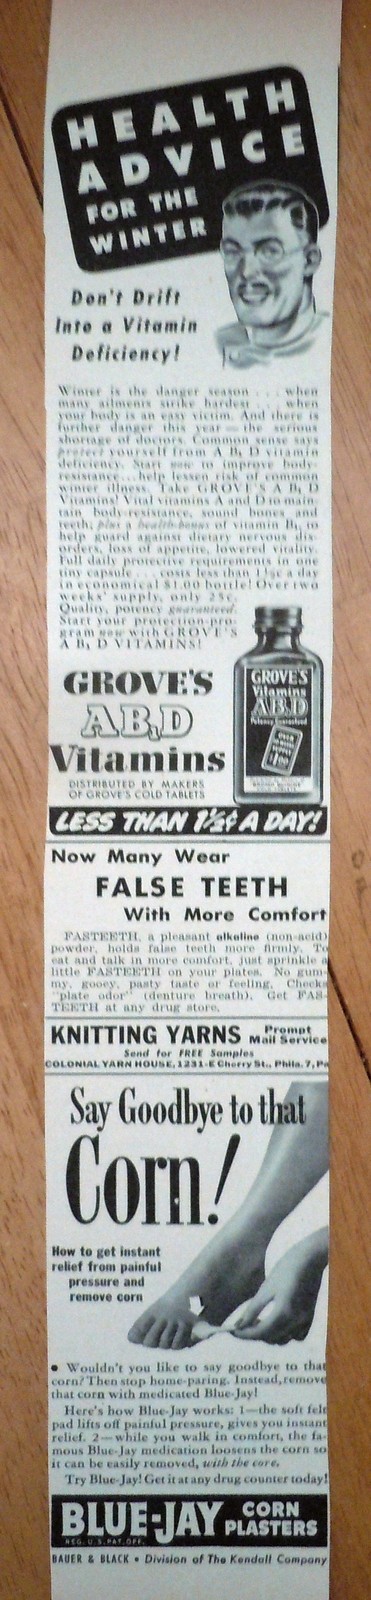 HEALTH
ADVICE
FOR THE
WINTER
Don't Drift
Into a Vitamin
Deficiency!
Winter is the danger season . . . when
many ailments strike hardest . . . when
your body is an easy victim. And there is
further danger this year—the serious
shortage of doctors. Common sense says
protect yourself from A B₁ D vitamin
deficiency. Start now to improve body-
resistance...help lessen risk of common
winter illness. Take GROVE'S A B₁ D
Vitamins! Vital vitamins A and D to main-
tain body-resistance, sound bones and
teeth; plus a health-bonus of vitamin B₁, to
help guard against dietary nervous dis-
orders, loss of appetite, lowered vitality.
Full daily protective requirements in one
tiny capsule . . . costs less than 1½¢ a day
in economical $1.00 bottle! Over two
weeks' supply, only 25c.
Quality, potency guaranteed.
Start your protection-pro-
gram now with GROVE'S
A B₁ D VITAMINS!
GROVE'S
AB₁D
Vitamins
DISTRIBUTED BY MAKERS
OF GROVE'S COLD TABLETS
GROVE'S
Vitamins
AB₁D
Potency Guaranteed
OVER
WEEKS
SUPPLY
$1.00
LESS THAN 1½¢ A DAY!
Now Many Wear
FALSE TEETH
With More Comfort
FASTEETH, a pleasant alkaline (non-acid)
powder, holds false teeth more firmly. To
eat and talk in more comfort, just sprinkle a
little FASTEETH on your plates. No gum-
my, gooey, pasty taste or feeling. Checks
"plate odor" (denture breath). Get FAS-
TEETH at any drug store.
KNITTING YARNS Prompt
Mail Service
Send for FREE Samples
COLONIAL YARN HOUSE, 1231-E Cherry St., Phila. 7, Pa
Say Goodbye to that
Corn!
How to get instant
relief from painful
pressure and
remove corn
• Wouldn't you like to say goodbye to that
corn? Then stop home-paring. Instead, remove
that corn with medicated Blue-Jay!
Here's how Blue-Jay works: 1—the soft felt
pad lifts off painful pressure, gives you instant
relief. 2—while you walk in comfort, the fa-
mous Blue-Jay medication loosens the corn so
it can be easily removed, with the core.
Try Blue-Jay! Get it at any drug counter today!
BLUE-JAY CORN
PLASTERS
REG. U.S. PAT. OFF.
BAUER & BLACK • Division of The Kendall Company